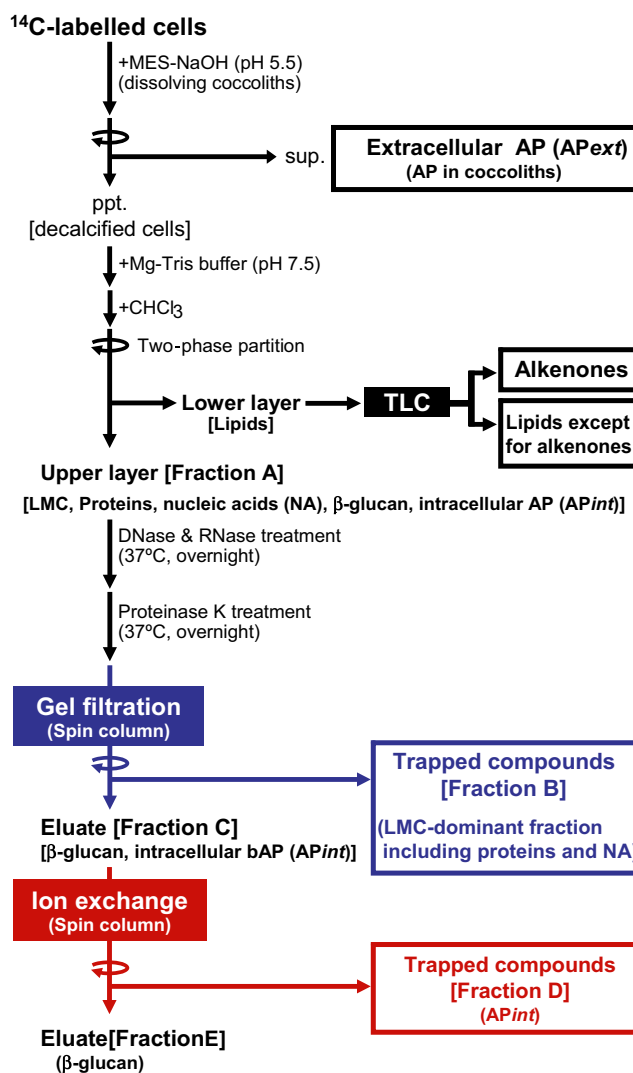 ¹⁴C-labelled cells
+MES-NaOH (pH 5.5)
(dissolving coccoliths)
sup.
Extracellular AP (APext)
(AP in coccoliths)
ppt.
[decalcified cells]
+Mg-Tris buffer (pH 7.5)
+CHCl₃
Two-phase partition
Lower layer
[Lipids]
TLC
Alkenones
Lipids except
for alkenones
Upper layer [Fraction A]
[LMC, Proteins, nucleic acids (NA), β-glucan, intracellular AP (APint)]
DNase & RNase treatment
(37ºC, overnight)
Proteinase K treatment
(37ºC, overnight)
Gel filtration
(Spin column)
Trapped compounds
[Fraction B]
(LMC-dominant fraction
including proteins and NA)
Eluate [Fraction C]
[β-glucan, intracellular bAP (APint)]
Ion exchange
(Spin column)
Trapped compounds
[Fraction D]
(APint)
Eluate[FractionE]
(β-glucan)